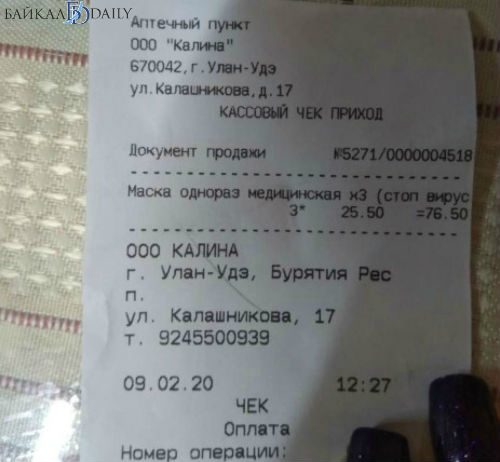 БАЙКАЛ DAILY
Аптечный пункт
ООО "Калина"
670042,г.Улан-Удэ
ул.Калашникова,д.17
КАССОВЫЙ ЧЕК ПРИХОД
Документ продажи №5271/0000004518
Маска однораз медицинская x3 (стоп вирус
3* 25.50 =76.50
ООО КАЛИНА
г. Улан-Удэ, Бурятия Рес
п.
ул. Калашникова, 17
т. 9245500939
09.02.20 12:27
ЧЕК
Оплата
Номер операции: